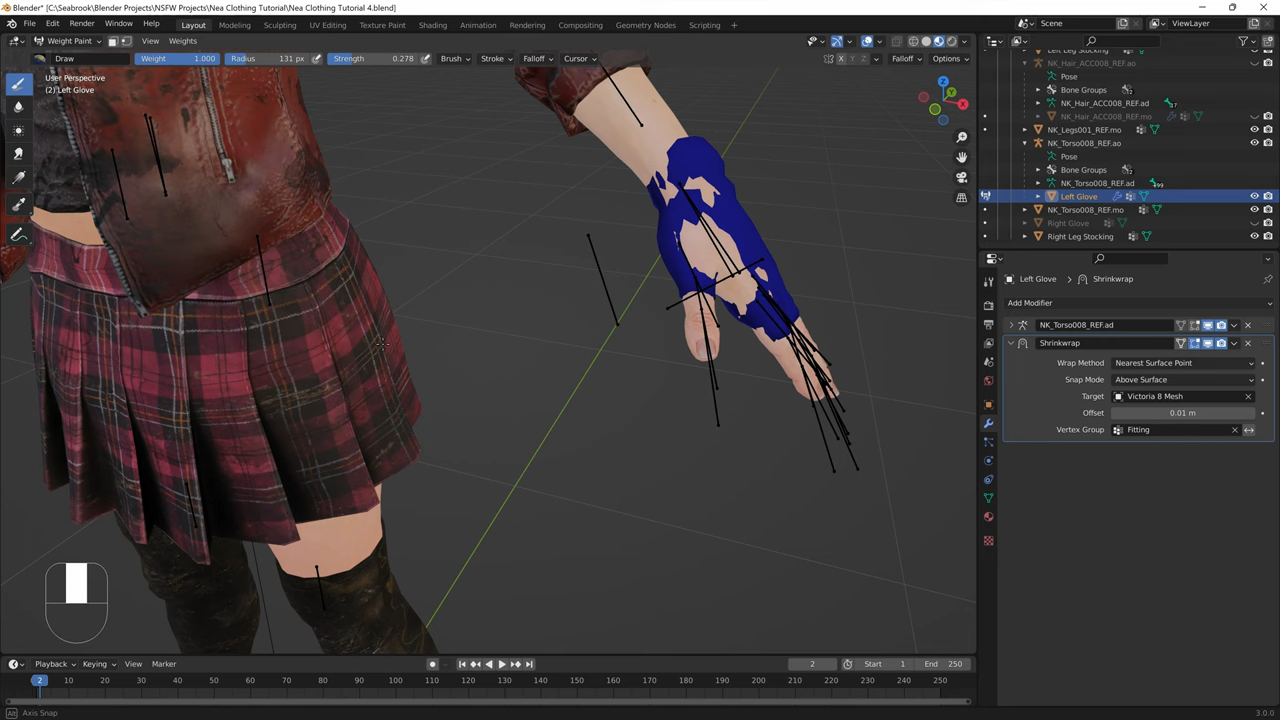 Blender* [C:\Seabrook\Blender Projects\NSFW Projects\Nea Clothing Tutorial\Nea Clothing Tutorial 4.blend]
File Edit Render Window Help Layout Modeling Sculpting UV Editing Texture Paint Shading Animation Rendering Compositing Geometry Nodes Scripting Scene ViewLayer
Weight Paint View Weights
Draw Weight 1.000 Radius 131 px Strength 0.278 Brush Stroke Falloff Cursor X Y Z Falloff Options
User Perspective
(2) Left Glove
Z
Y
X
Left Leg Stocking
NK_Hair_ACC008_REF.ao
Pose
Bone Groups
NK_Hair_ACC008_REF.ad
NK_Hair_ACC008_REF.mo
NK_Legs001_REF.mo
NK_Torso008_REF.ao
Pose
Bone Groups
NK_Torso008_REF.ad
Left Glove
NK_Torso008_REF.mo
Right Glove
Right Leg Stocking
Left Glove > Shrinkwrap
Add Modifier
NK_Torso008_REF.ad
Shrinkwrap
Wrap Method Nearest Surface Point
Snap Mode Above Surface
Target Victoria 8 Mesh
Offset 0.01 m
Vertex Group Fitting
Playback Keying View Marker 2 Start 1 End 250
2 10 20 30 40 50 60 70 80 90 100 110 120 130 140 150 160 170 180 190 200 210 220 230 240 250
Alt Axis Snap 3.0.0